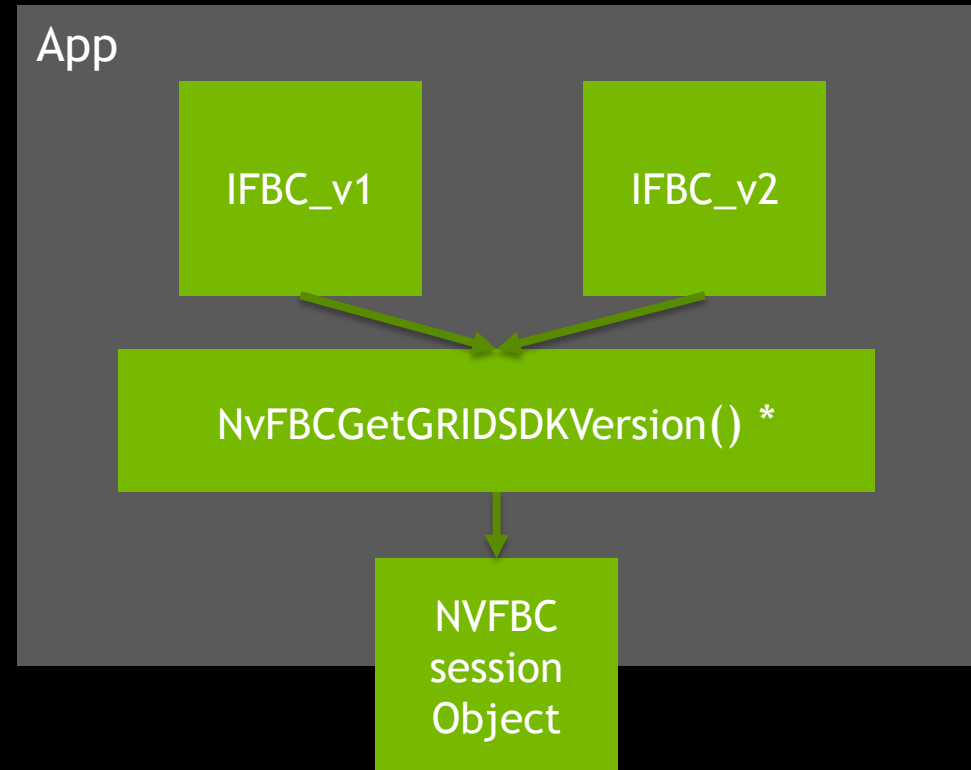 App
IFBC_v1
IFBC_v2
NvFBCGetGRIDSDKVersion() *
NVFBC
session
Object